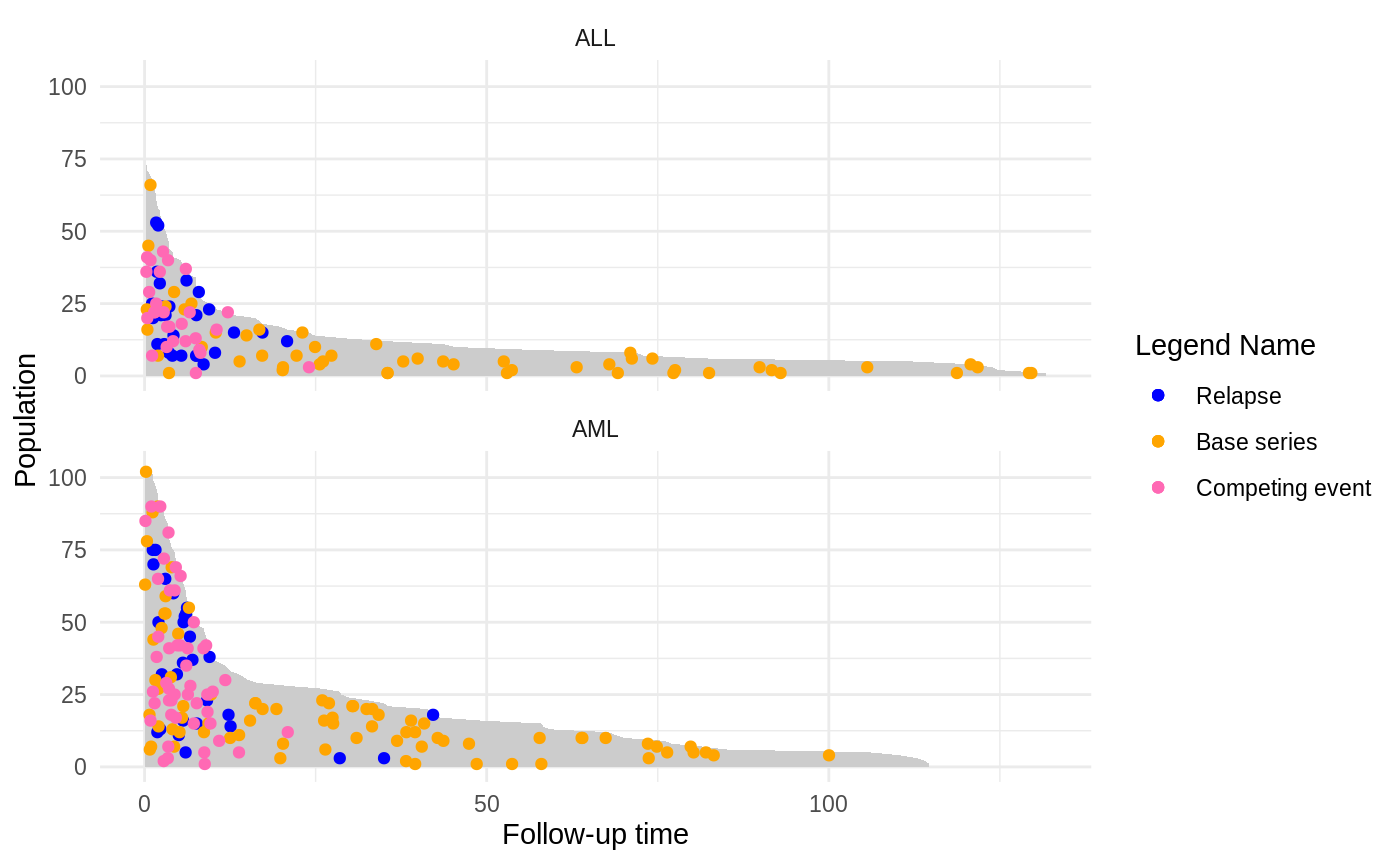 ALL
100
75
50
25
0
Population
AML
100
75
50
25
0
0 50 100
Follow-up time
Legend Name
Relapse
Base series
Competing event